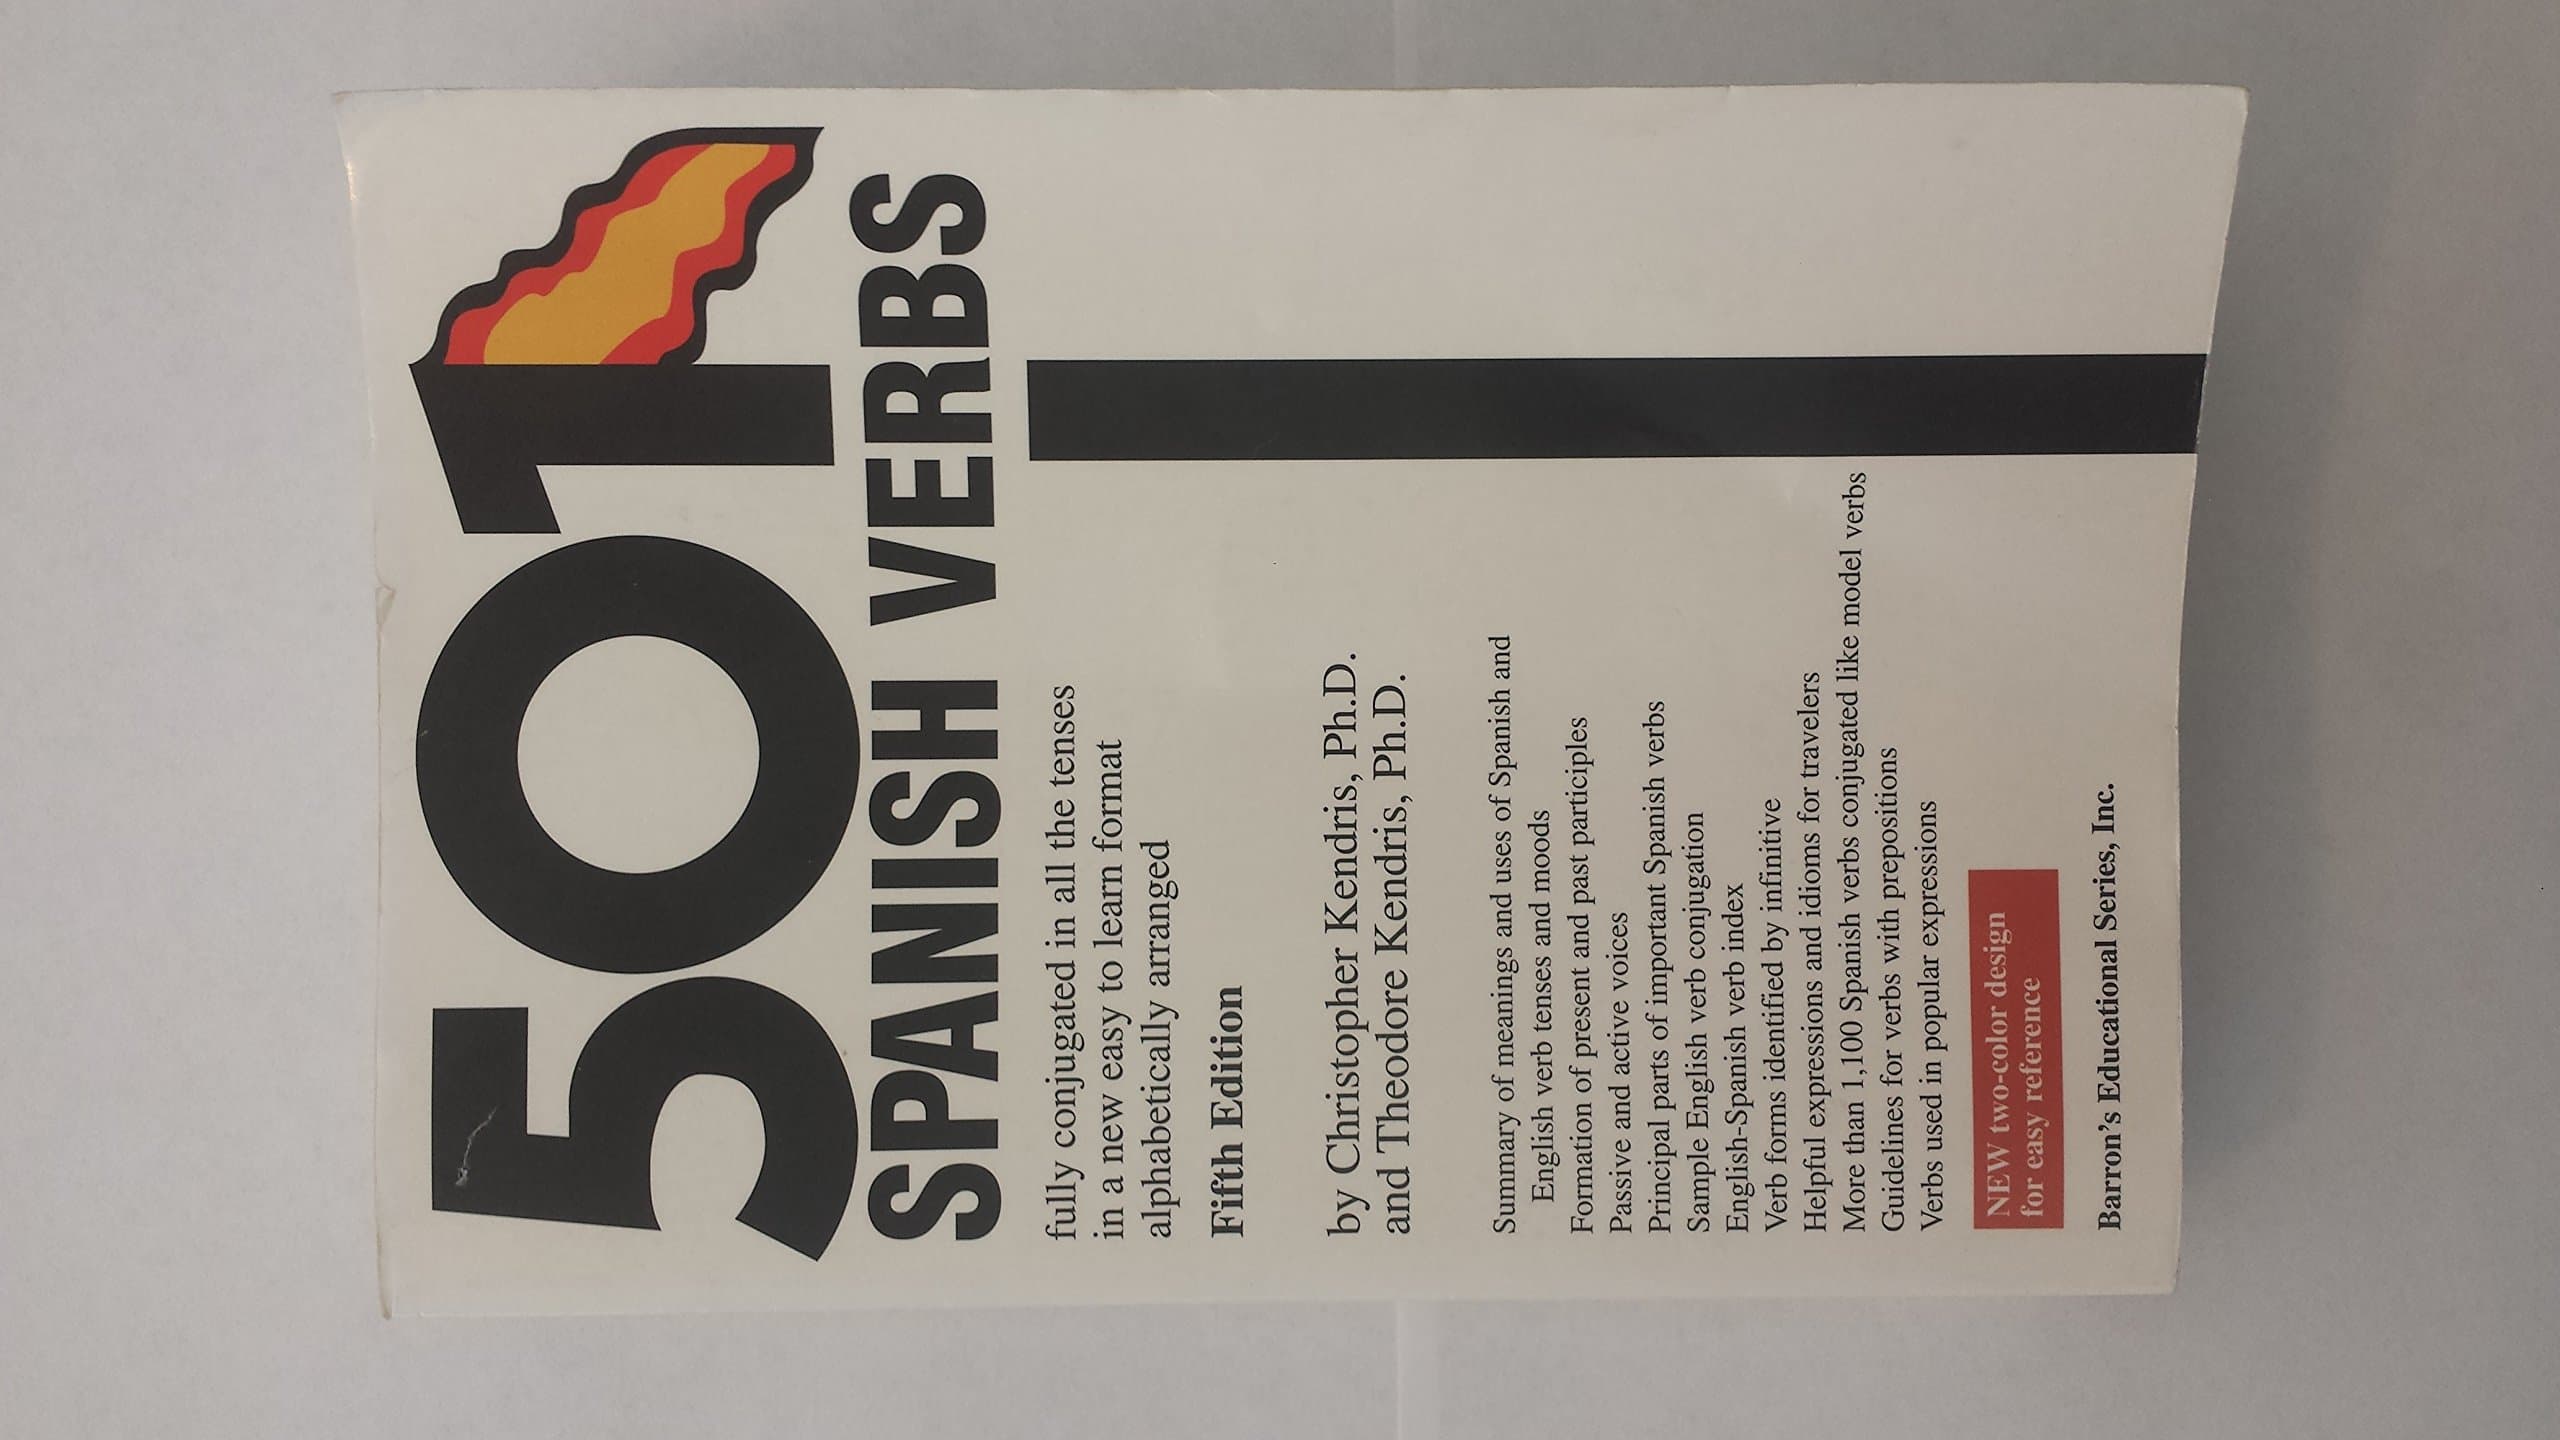 501
SPANISH VERBS
fully conjugated in all the tenses
in a new easy to learn format
alphabetically arranged
Fifth Edition
by Christopher Kendris, Ph.D.
and Theodore Kendris, Ph.D.
Summary of meanings and uses of Spanish and
English verb tenses and moods
Formation of present and past participles
Passive and active voices
Principal parts of important Spanish verbs
Sample English verb conjugation
English-Spanish verb index
Verb forms identified by infinitive
Helpful expressions and idioms for travelers
More than 1,100 Spanish verbs conjugated like model verbs
Guidelines for verbs with prepositions
Verbs used in popular expressions
NEW two-color design
for easy reference
Barron's Educational Series, Inc.